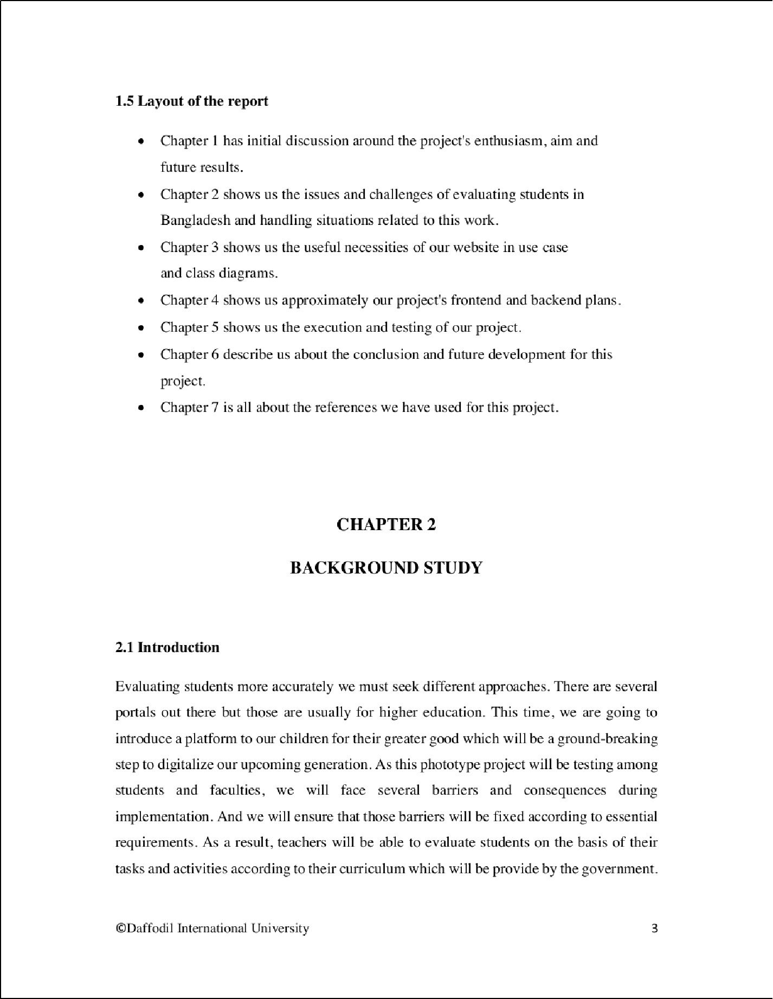 1.5 Layout of the report
• Chapter 1 has initial discussion around the project's enthusiasm, aim and
future results.
• Chapter 2 shows us the issues and challenges of evaluating students in
Bangladesh and handling situations related to this work.
• Chapter 3 shows us the useful necessities of our website in use case
and class diagrams.
• Chapter 4 shows us approximately our project's frontend and backend plans.
• Chapter 5 shows us the execution and testing of our project.
• Chapter 6 describe us about the conclusion and future development for this
project.
• Chapter 7 is all about the references we have used for this project.
CHAPTER 2
BACKGROUND STUDY
2.1 Introduction
Evaluating students more accurately we must seek different approaches. There are several
portals out there but those are usually for higher education. This time, we are going to
introduce a platform to our children for their greater good which will be a ground-breaking
step to digitalize our upcoming generation. As this phototype project will be testing among
students and faculties, we will face several barriers and consequences during
implementation. And we will ensure that those barriers will be fixed according to essential
requirements. As a result, teachers will be able to evaluate students on the basis of their
tasks and activities according to their curriculum which will be provide by the government.
©Daffodil International University 3